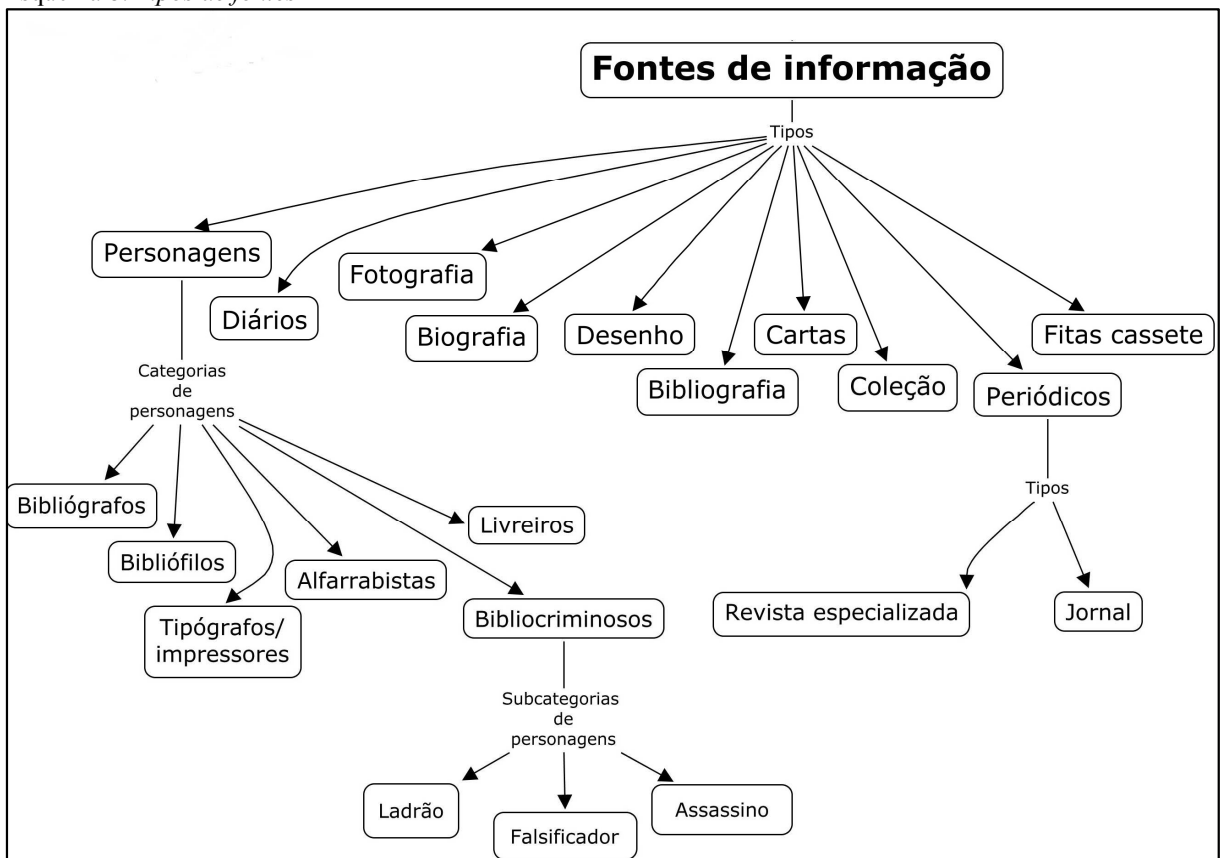 Fontes de informação
Tipos
Personagens
Diários
Fotografia
Biografia
Desenho
Bibliografia
Cartas
Coleção
Periódicos
Fitas cassete
Categorias
de
personagens
Bibliógrafos
Bibliófilos
Tipógrafos/
impressores
Alfarrabistas
Bibliocriminosos
Livreiros
Subcategorias
de
personagens
Ladrão
Falsificador
Assassino
Tipos
Revista especializada
Jornal